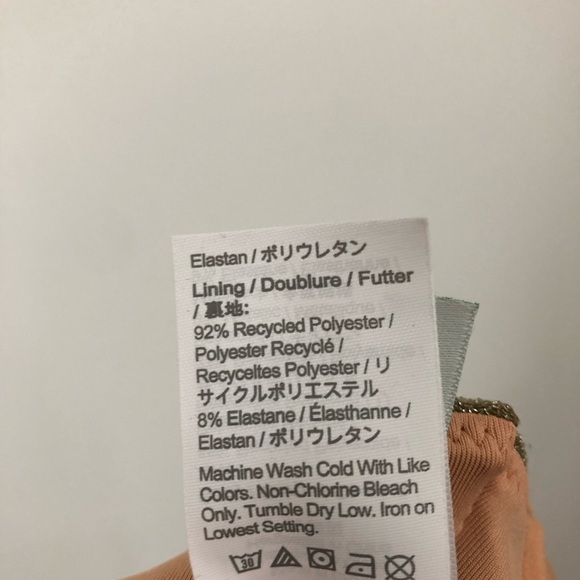 Elastan / ポリウレタン
Lining / Doublure / Futter
/ 裏地:
92% Recycled Polyester /
Polyester Recyclé /
Recyceltes Polyester / リ
サイクルポリエステル
8% Elastane / Élasthanne /
Elastan / ポリウレタン
Machine Wash Cold With Like
Colors. Non-Chlorine Bleach
Only. Tumble Dry Low. Iron on
Lowest Setting.
30